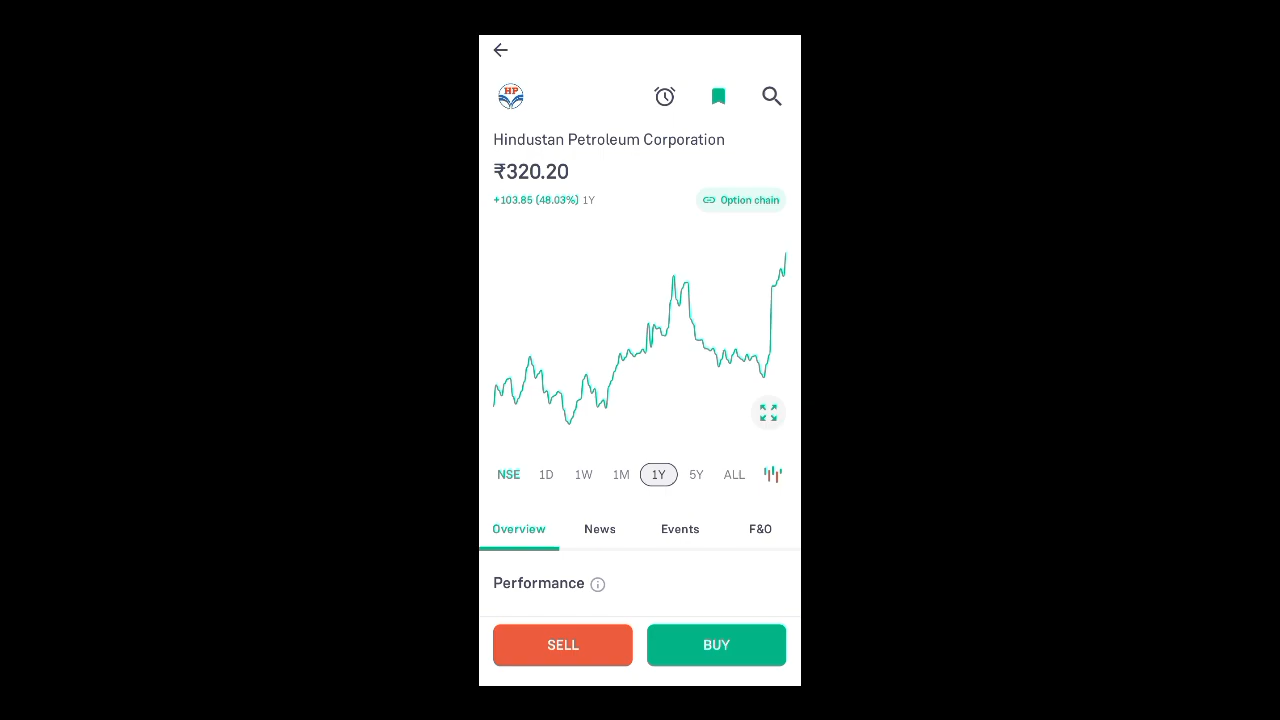 HP
Hindustan Petroleum Corporation
₹320.20
+103.85 (48.03%) 1Y
Option chain
NSE 1D 1W 1M 1Y 5Y ALL
Overview News Events F&O
Performance
SELL BUY